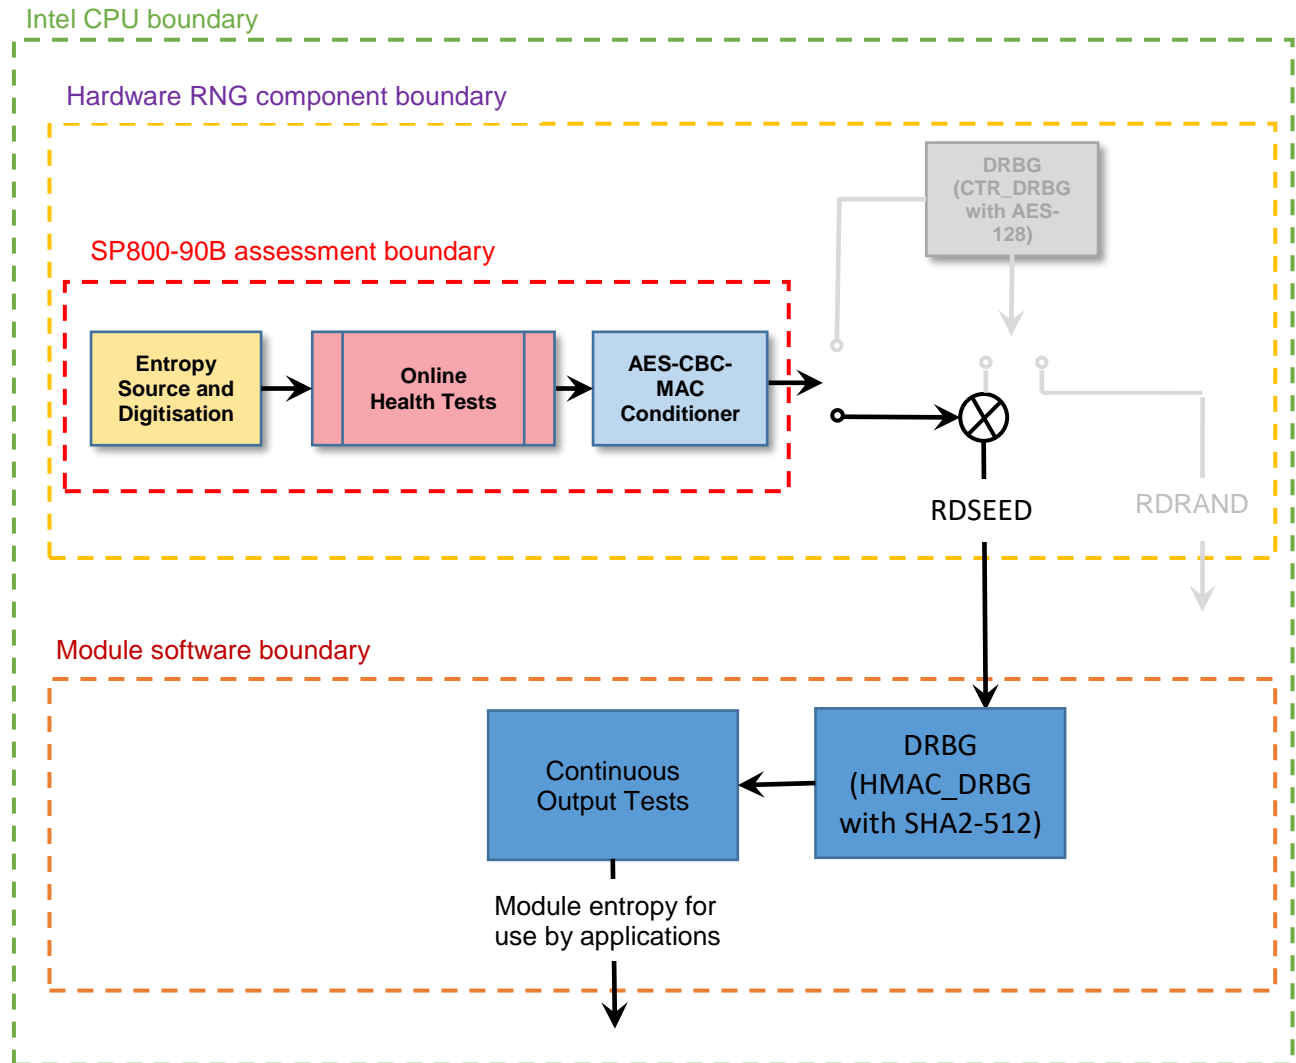 Intel CPU boundary
Hardware RNG component boundary
DRBG
(CTR_DRBG
with AES-
128)
SP800-90B assessment boundary
Entropy
Source and
Digitisation
Online
Health Tests
AES-CBC-
MAC
Conditioner
RDSEED
RDRAND
Module software boundary
Continuous
Output Tests
DRBG
(HMAC_DRBG
with SHA2-512)
Module entropy for
use by applications